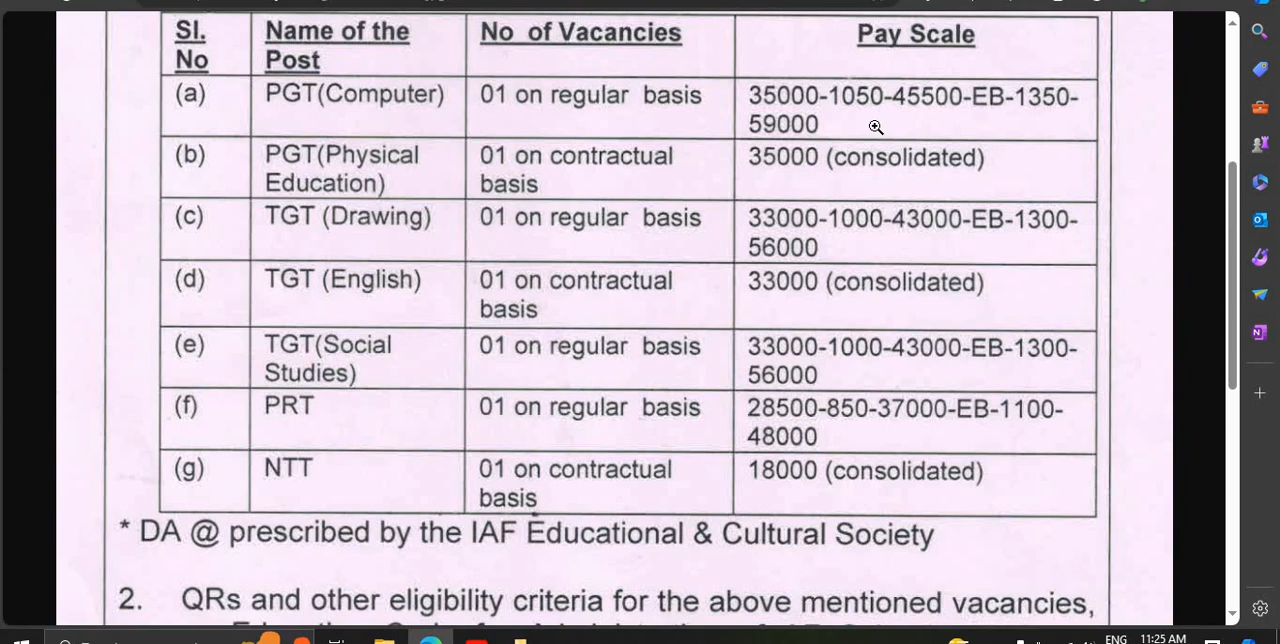 Sl. No	Name of the Post	No of Vacancies	Pay Scale
(a)	PGT(Computer)	01 on regular basis	35000-1050-45500-EB-1350-59000
(b)	PGT(Physical Education)	01 on contractual basis	35000 (consolidated)
(c)	TGT (Drawing)	01 on regular basis	33000-1000-43000-EB-1300-56000
(d)	TGT (English)	01 on contractual basis	33000 (consolidated)
(e)	TGT(Social Studies)	01 on regular basis	33000-1000-43000-EB-1300-56000
(f)	PRT	01 on regular basis	28500-850-37000-EB-1100-48000
(g)	NTT	01 on contractual basis	18000 (consolidated)
* DA @ prescribed by the IAF Educational & Cultural Society
2. QRs and other eligibility criteria for the above mentioned vacancies,
ENG 11:25 AM